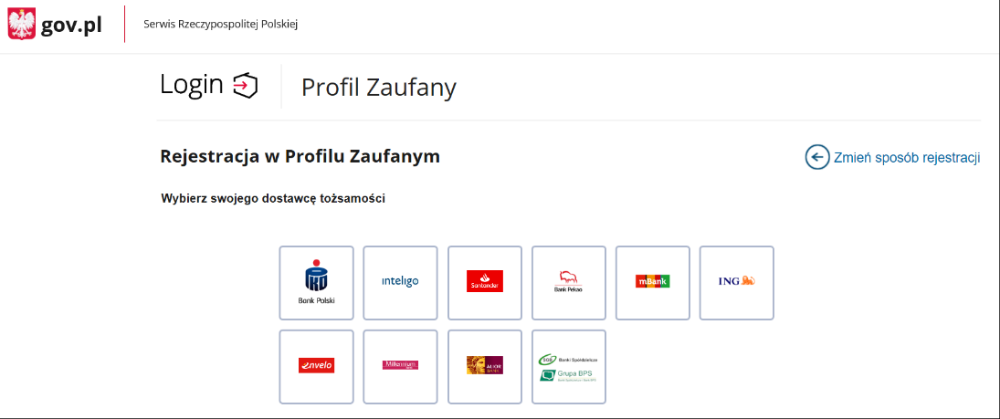 gov.pl
Serwis Rzeczypospolitej Polskiej
Login
Profil Zaufany
Rejestracja w Profilu Zaufanym
Zmień sposób rejestracji
Wybierz swojego dostawcę tożsamości
PKO
Bank Polski
inteligo
Santander
Bank Pekao
mBank
ING
envelo
Millennium
ALIOR
BANK
SGB
Banki Spółdzielcze
Grupa BPS